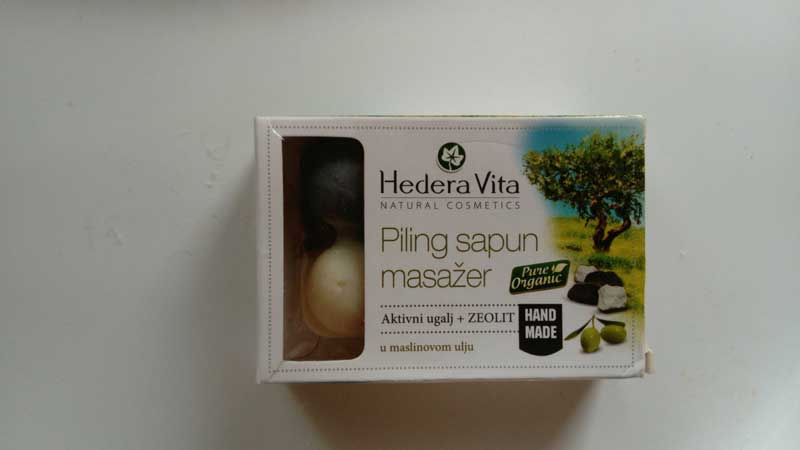 Hedera Vita
NATURAL COSMETICS
Piling sapun
masažer
Pure
Organic
Aktivni ugalj + ZEOLIT
HAND
MADE
u maslinovom ulju